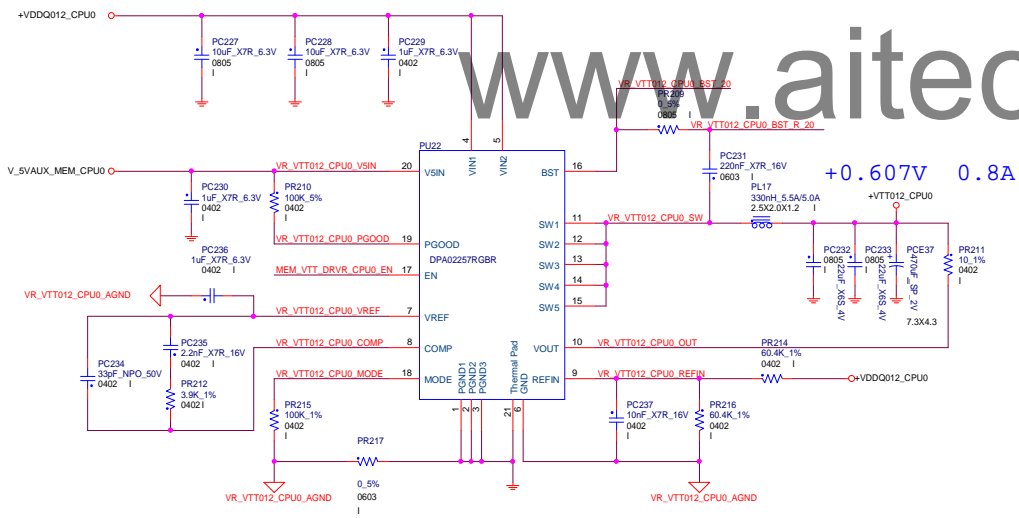 +VDDQ012_CPU0
PC227
10uF_X7R_6.3V
0805
I
PC228
10uF_X7R_6.3V
0805
I
PC229
1uF_X7R_6.3V
0402
I
www.aitec
VR_VTT012_CPU0_BST_20
PR209
0_5%
0805 I
VR_VTT012_CPU0_BST_R_20
PC231
220nF_X7R_16V
0603 I
+0.607V 0.8A
PL17
330nH_5.5A/5.0A
2.5X2.0X1.2 I
+VTT012_CPU0
V_5VAUX_MEM_CPU0
VR_VTT012_CPU0_V5IN
PC230
1uF_X7R_6.3V
0402
I
PR210
100K_5%
0402
I
VR_VTT012_CPU0_PGOOD
PC236
1uF_X7R_6.3V
0402 I
MEM_VTT_DRVR_CPU0_EN
VR_VTT012_CPU0_AGND
VR_VTT012_CPU0_VREF
VR_VTT012_CPU0_COMP
VR_VTT012_CPU0_MODE
PC234
33pF_NPO_50V
0402 I
PC235
2.2nF_X7R_16V
0402 I
PR212
3.9K_1%
0402 I
PR215
100K_1%
0402
I
PR217
0_5%
0603
I
VR_VTT012_CPU0_AGND
PU22
DPA02257RGBR
4
VIN1
5
VIN2
20
V5IN
19
PGOOD
17
EN
7
VREF
8
COMP
18
MODE
1
PGND1
2
PGND2
3
PGND3
21
Thermal Pad
6
GND
16
BST
11
SW1
12
SW2
13
SW3
14
SW4
15
SW5
10
VOUT
9
REFIN
VR_VTT012_CPU0_SW
PC232
0805
22uF_X6S_4V
I
PC233
0805
22uF_X6S_4V
I
PCE37
470uF_SP_2V
I
7.3X4.3
PR211
10_1%
0402
I
VR_VTT012_CPU0_OUT
VR_VTT012_CPU0_REFIN
PR214
60.4K_1%
0402
I
+VDDQ012_CPU0
PC237
10nF_X7R_16V
0402
I
PR216
60.4K_1%
0402
I
VR_VTT012_CPU0_AGND